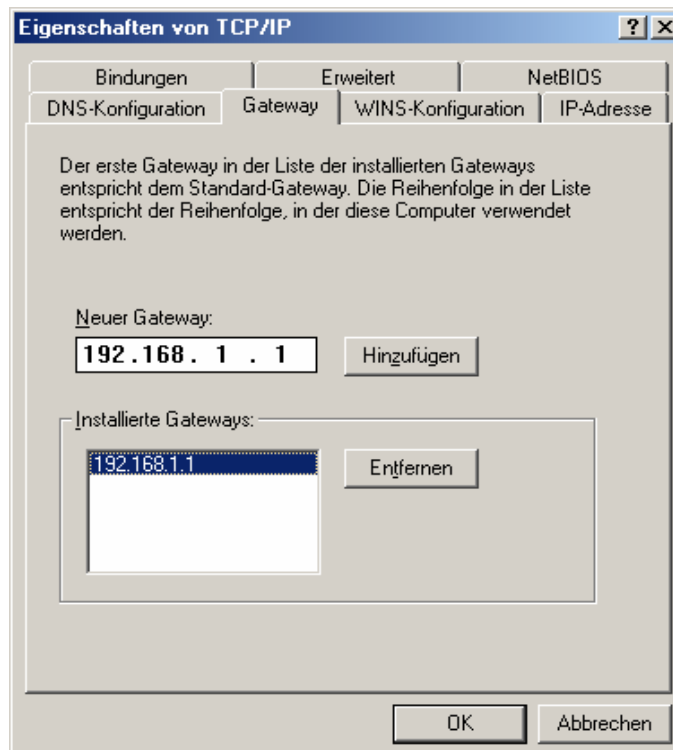 Eigenschaften von TCP/IP
Bindungen Erweitert NetBIOS
DNS-Konfiguration Gateway WINS-Konfiguration IP-Adresse
Der erste Gateway in der Liste der installierten Gateways
entspricht dem Standard-Gateway. Die Reihenfolge in der Liste
entspricht der Reihenfolge, in der diese Computer verwendet
werden.
Neuer Gateway:
192.168. 1 . 1 Hinzufügen
Installierte Gateways:
192.168.1.1 Entfernen
OK Abbrechen